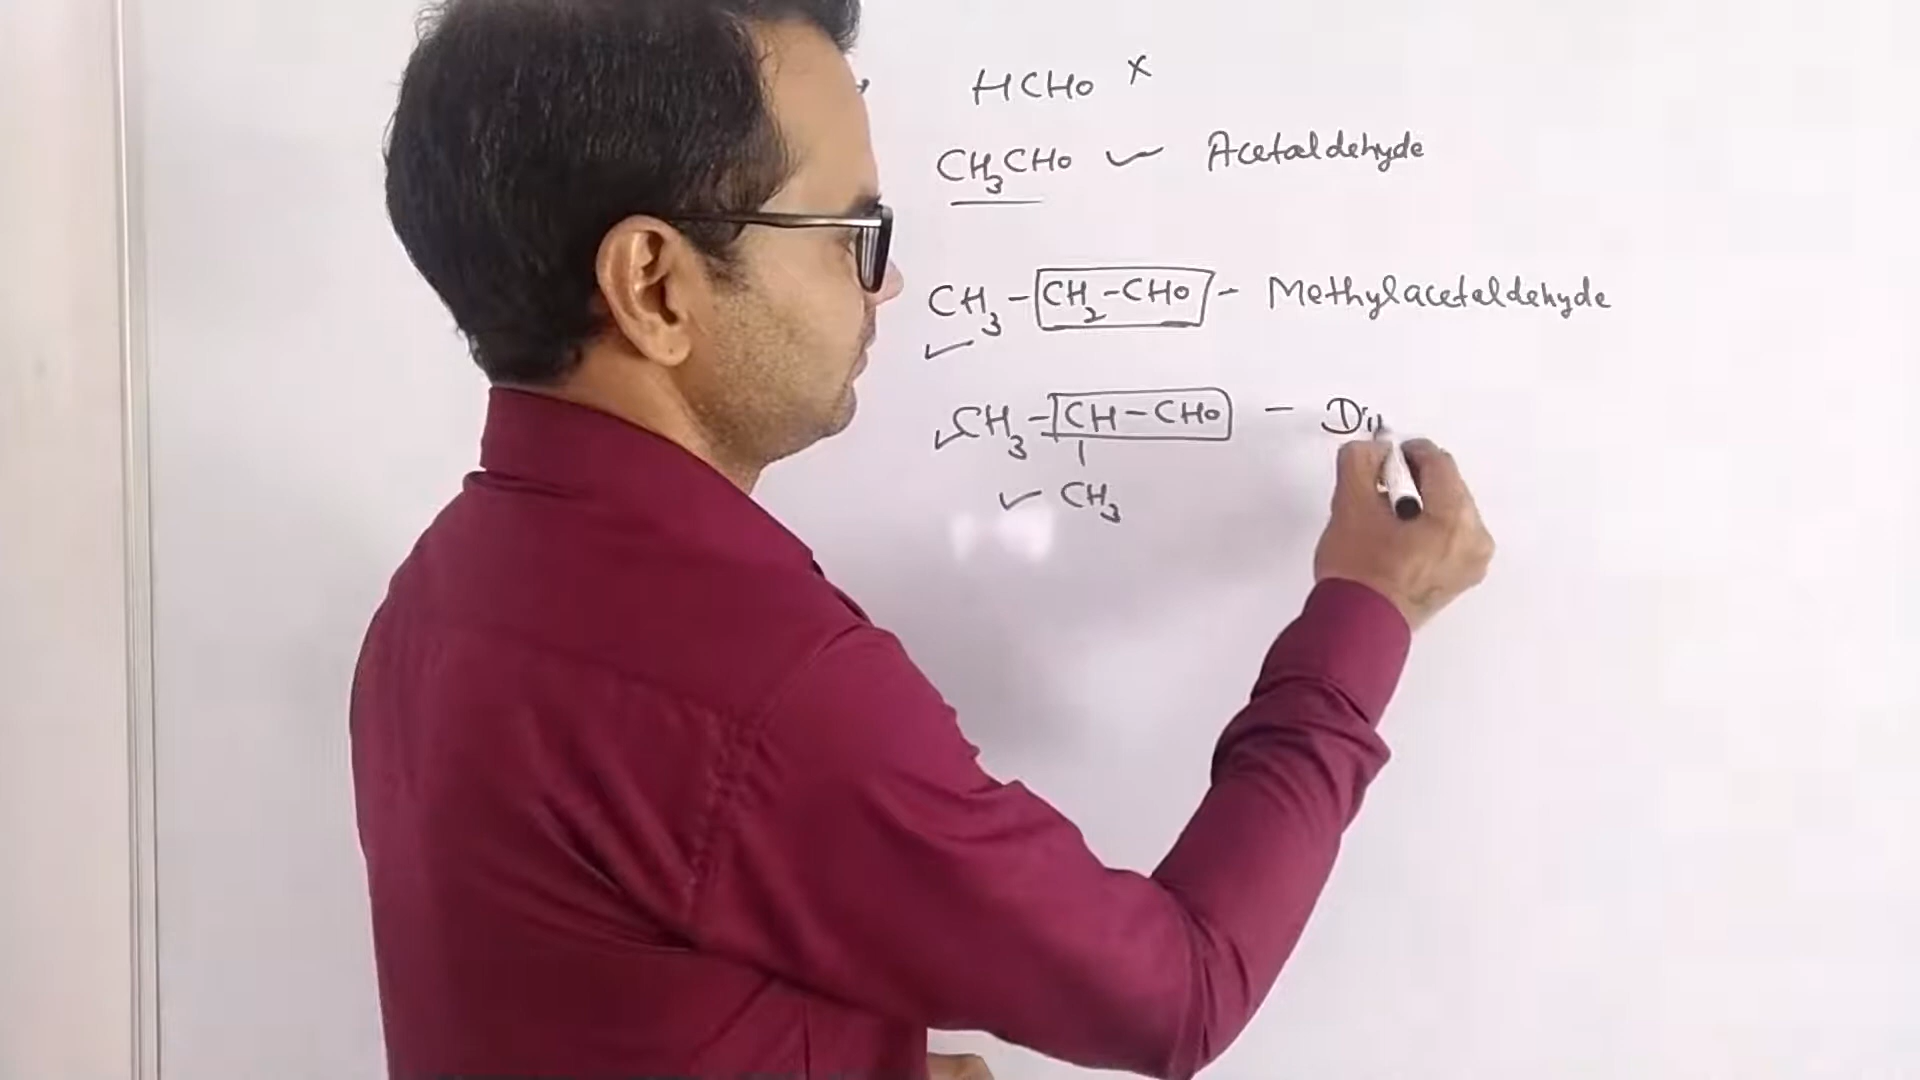 HCHO ×
CH₃CHO ✓ Acetaldehyde
CH₃-CH₂-CHO - Methylacetaldehyde
✓
✓CH₃-CH-CHO - Di
|
✓ CH₃